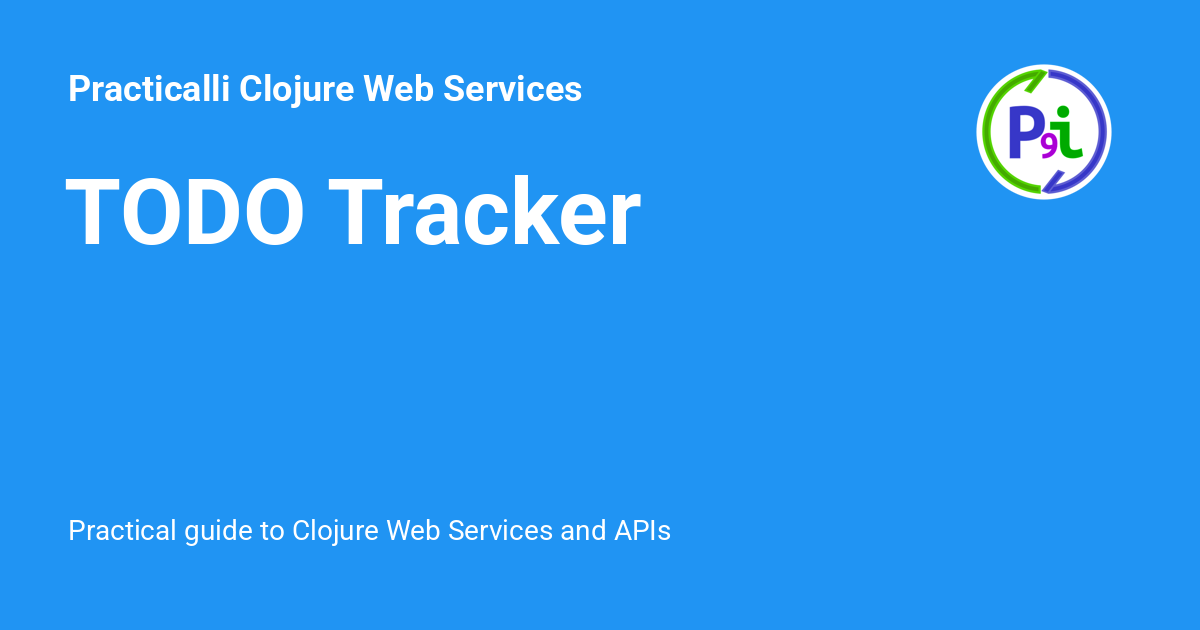 Practicalli Clojure Web Services
TODO Tracker
P9i
Practical guide to Clojure Web Services and APIs